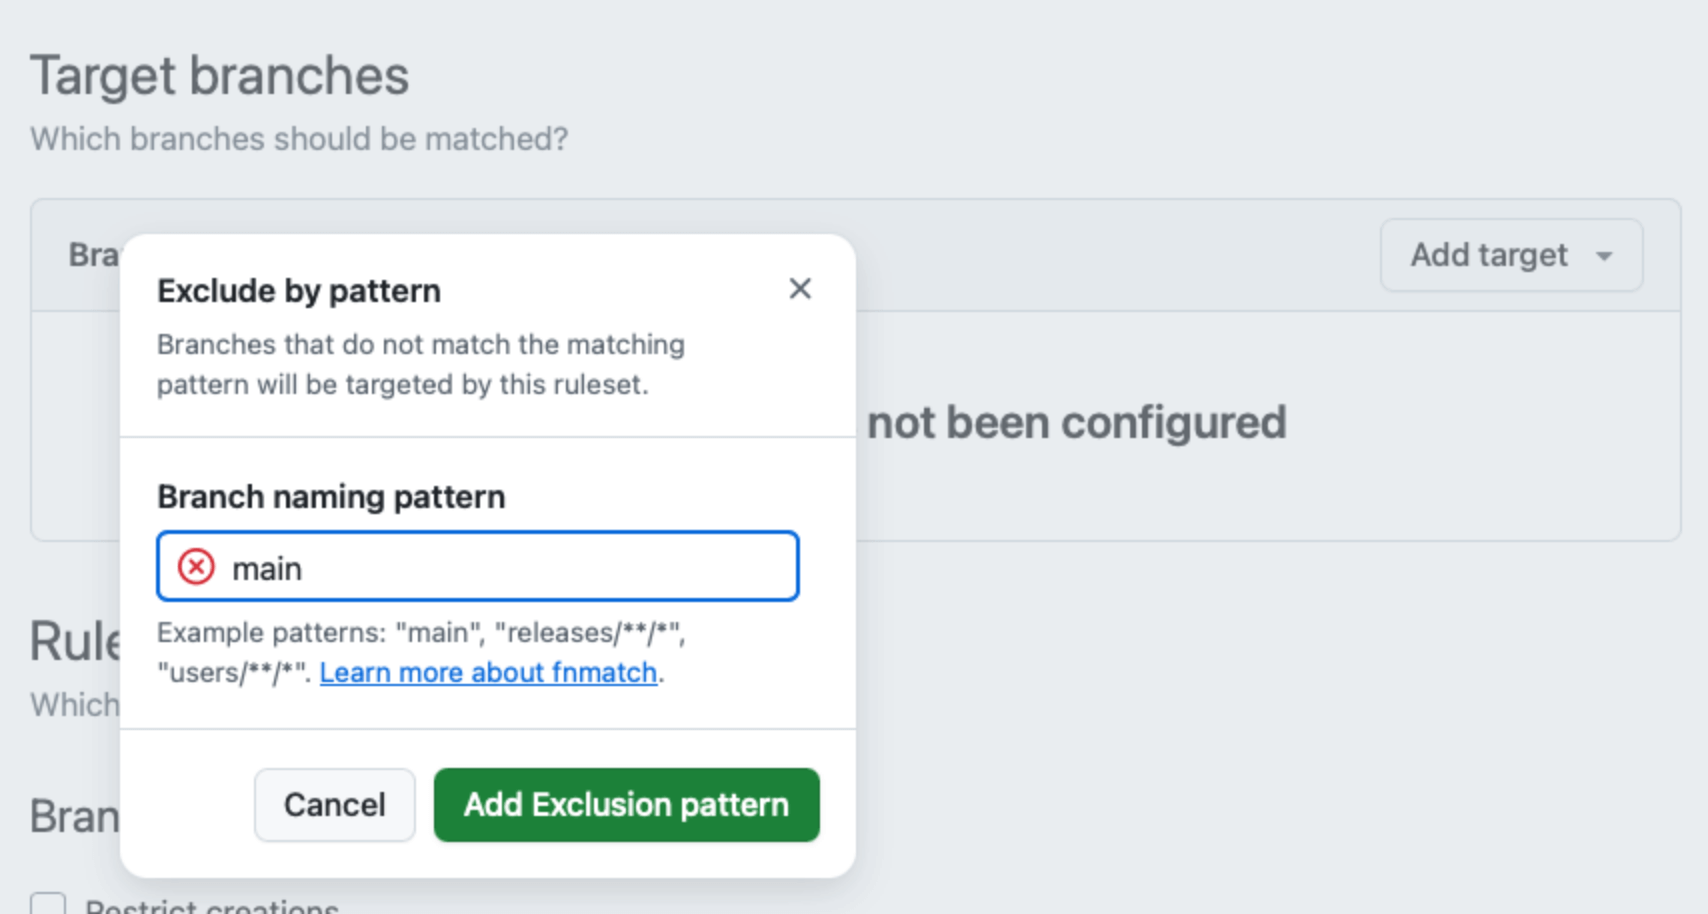 Target branches
Which branches should be matched?
Bra
Add target
Exclude by pattern
Branches that do not match the matching
pattern will be targeted by this ruleset.
not been configured
Branch naming pattern
main
Example patterns: "main", "releases/**/*",
"users/**/*". Learn more about fnmatch.
Rule
Which
Cancel
Add Exclusion pattern
Bran
Restrict creations